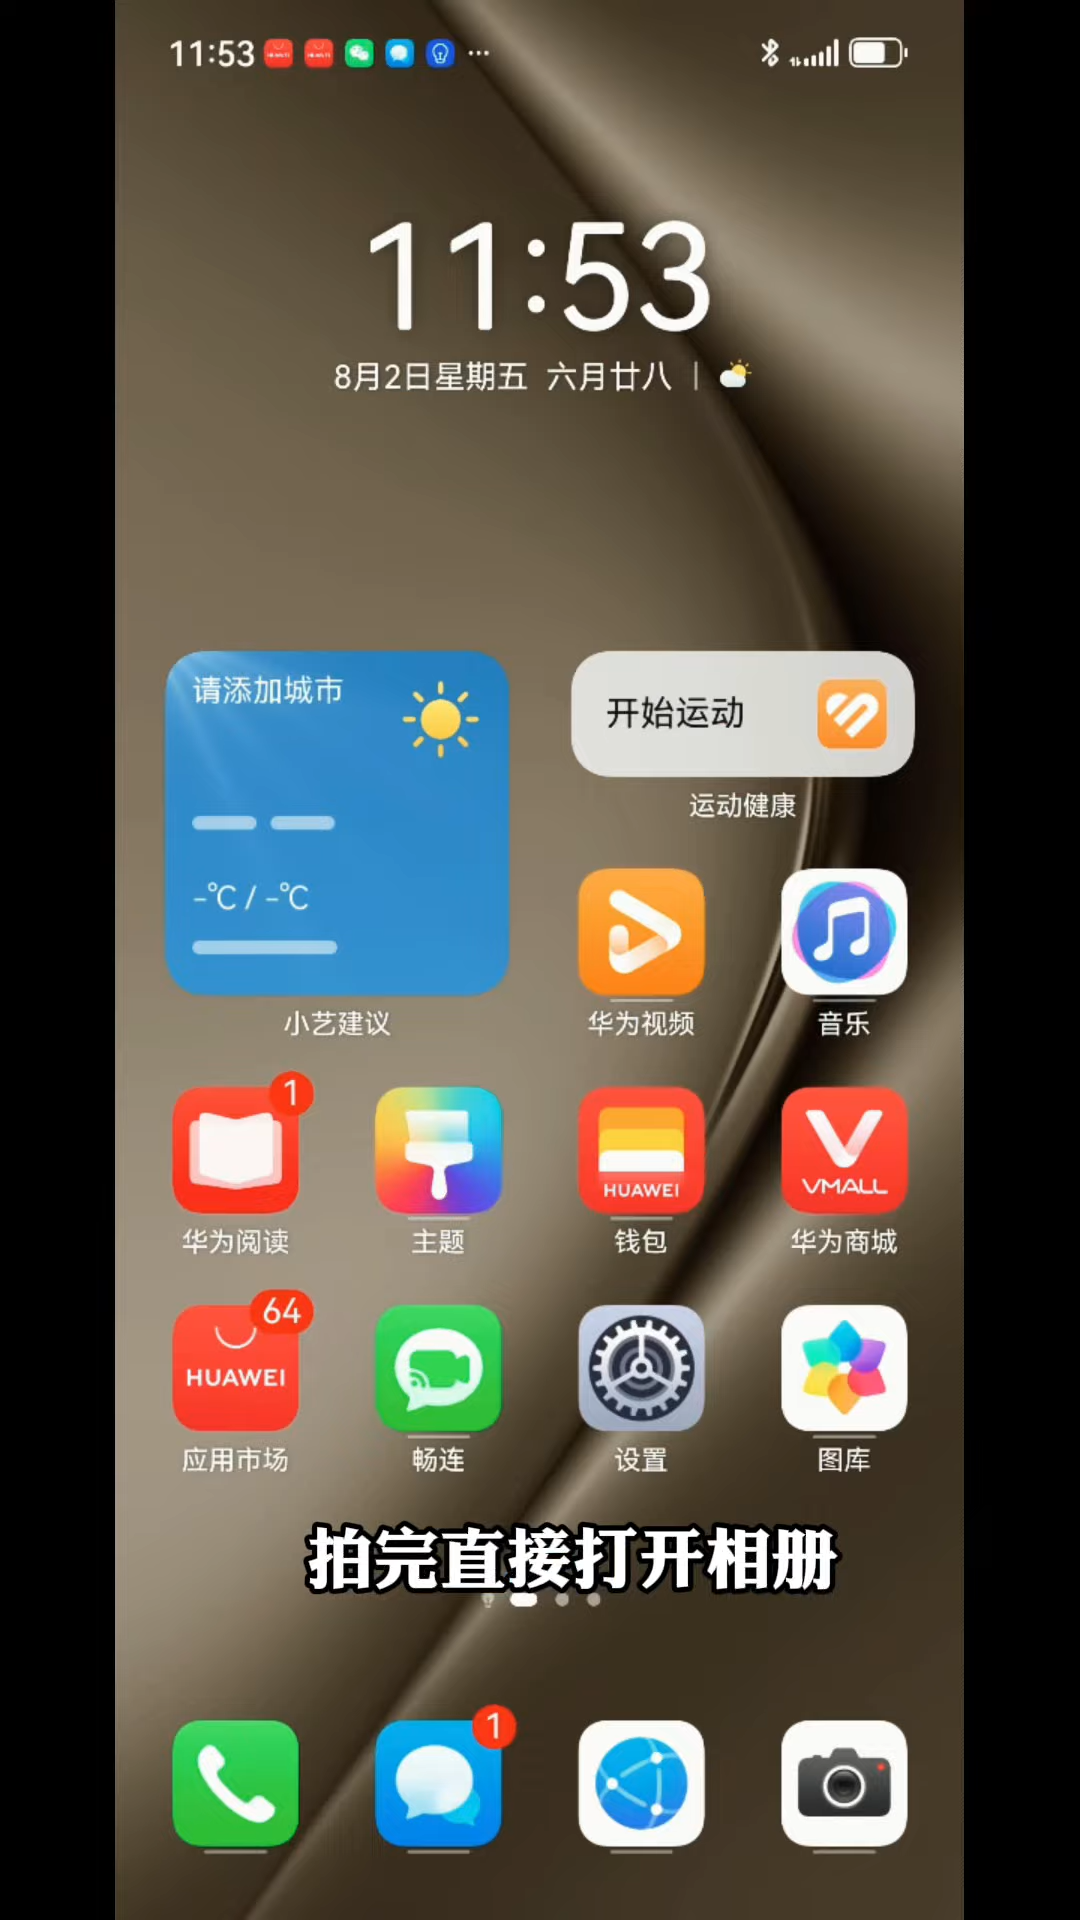 11:53
11:53
8月2日星期五 六月廿八
请添加城市
开始运动
运动健康
-℃ / -℃
小艺建议
华为视频
音乐
1
HUAWEI
VMALL
华为阅读
主题
钱包
华为商城
64
HUAWEI
应用市场
畅连
设置
图库
拍完直接打开相册
1